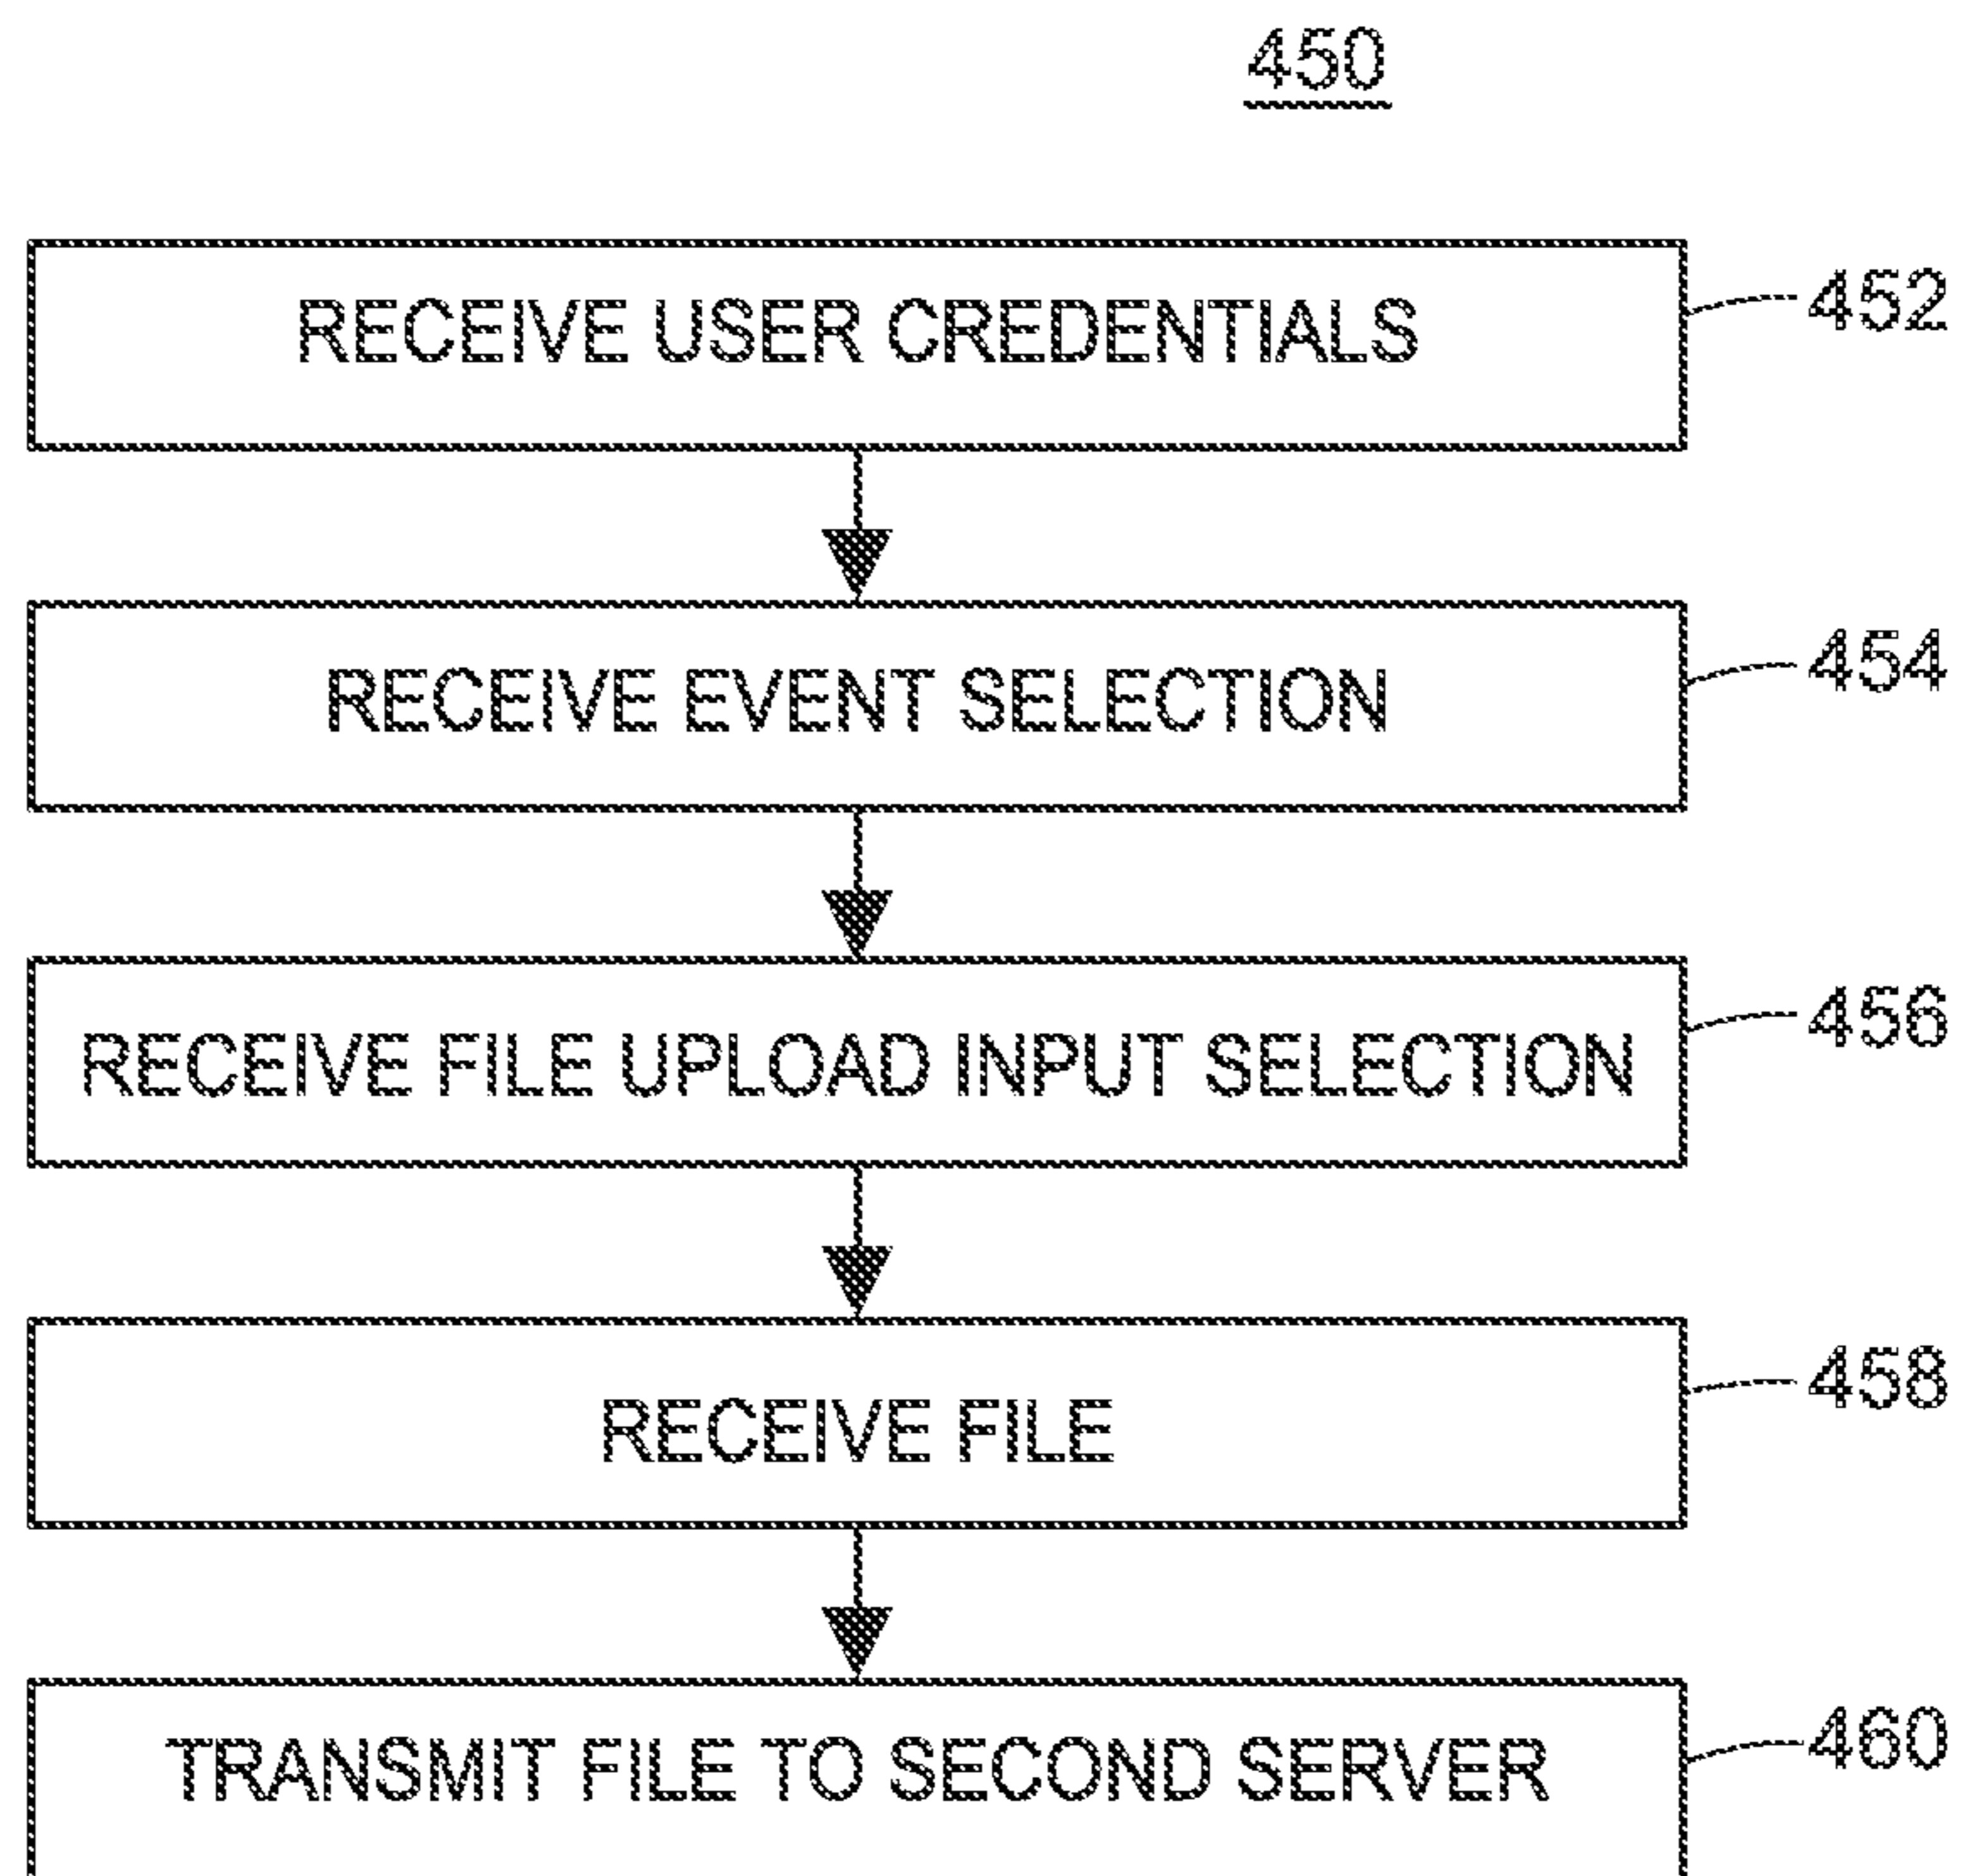 450
RECEIVE USER CREDENTIALS
452
RECEIVE EVENT SELECTION
454
RECEIVE FILE UPLOAD INPUT SELECTION
456
RECEIVE FILE
458
TRANSMIT FILE TO SECOND SERVER
460